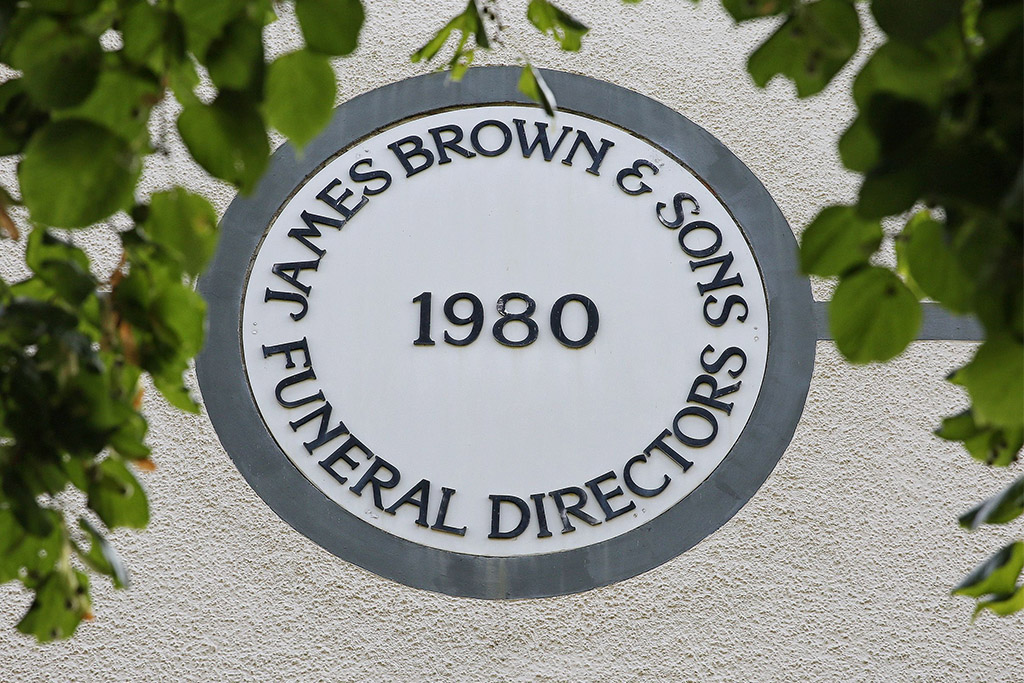 JAMES BROWN & SONS
1980
FUNERAL DIRECTORS